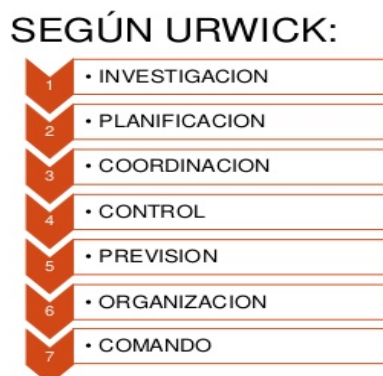 SEGÚN URWICK:
1 • INVESTIGACION
2 • PLANIFICACION
3 • COORDINACION
4 • CONTROL
5 • PREVISION
6 • ORGANIZACION
7 • COMANDO